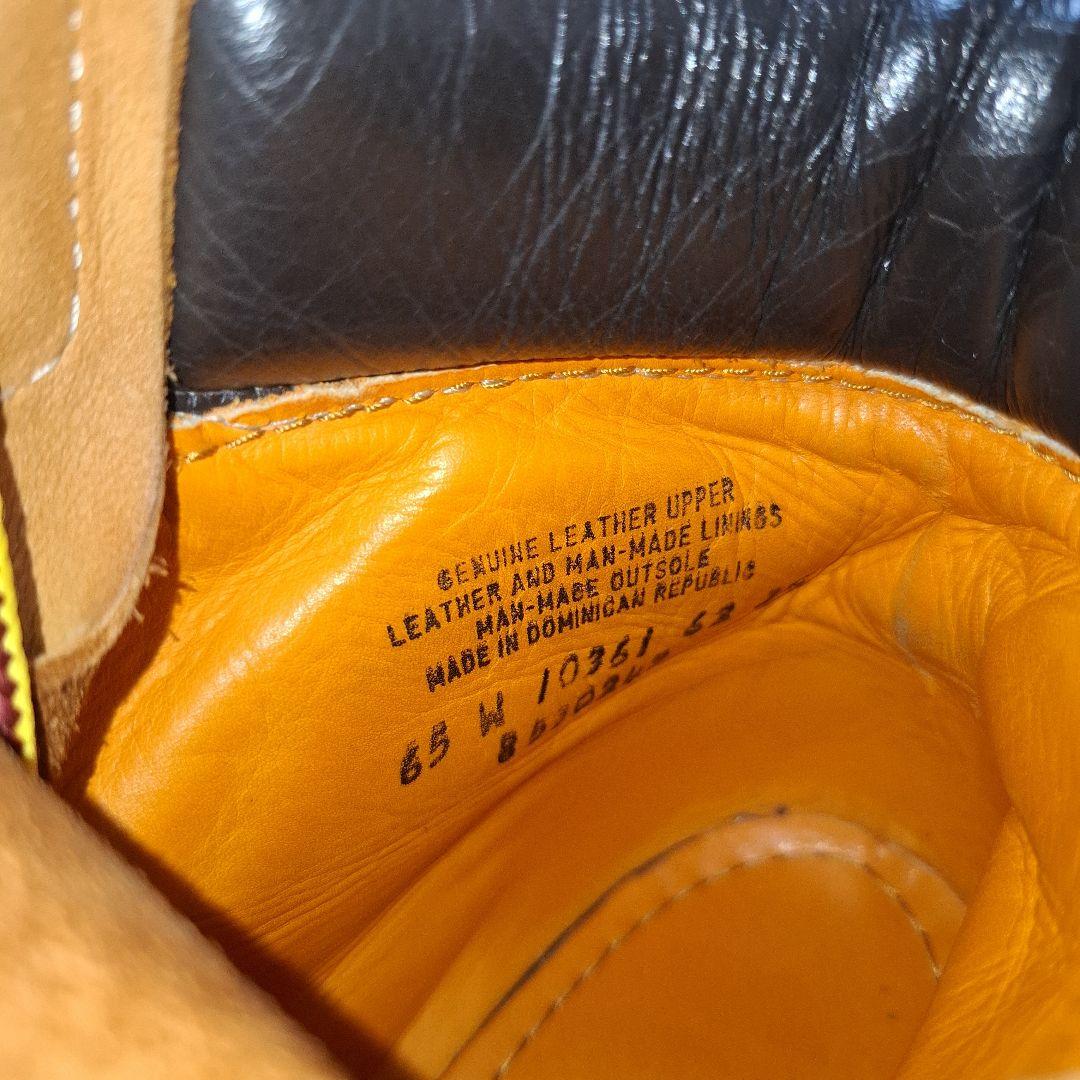 GENUINE LEATHER UPPER
LEATHER AND MAN-MADE LININGS
MAN-MADE OUTSOLE
MADE IN DOMINICAN REPUBLIC
65 W 10361